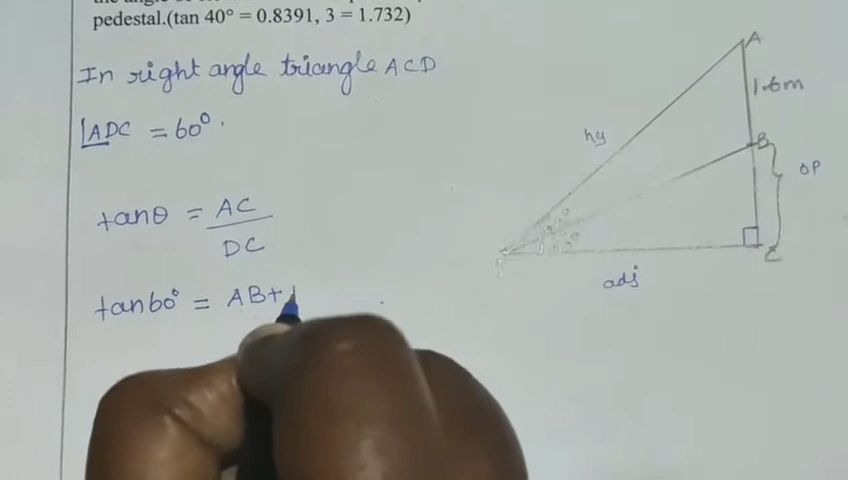 pedestal.(tan 40° = 0.8391, 3 = 1.732)
In right angle triangle ACD
∠ADC = 60°.
tanθ = AC
DC
tan60° = AB+
A
1.6m
hy
B
OP
C
adj